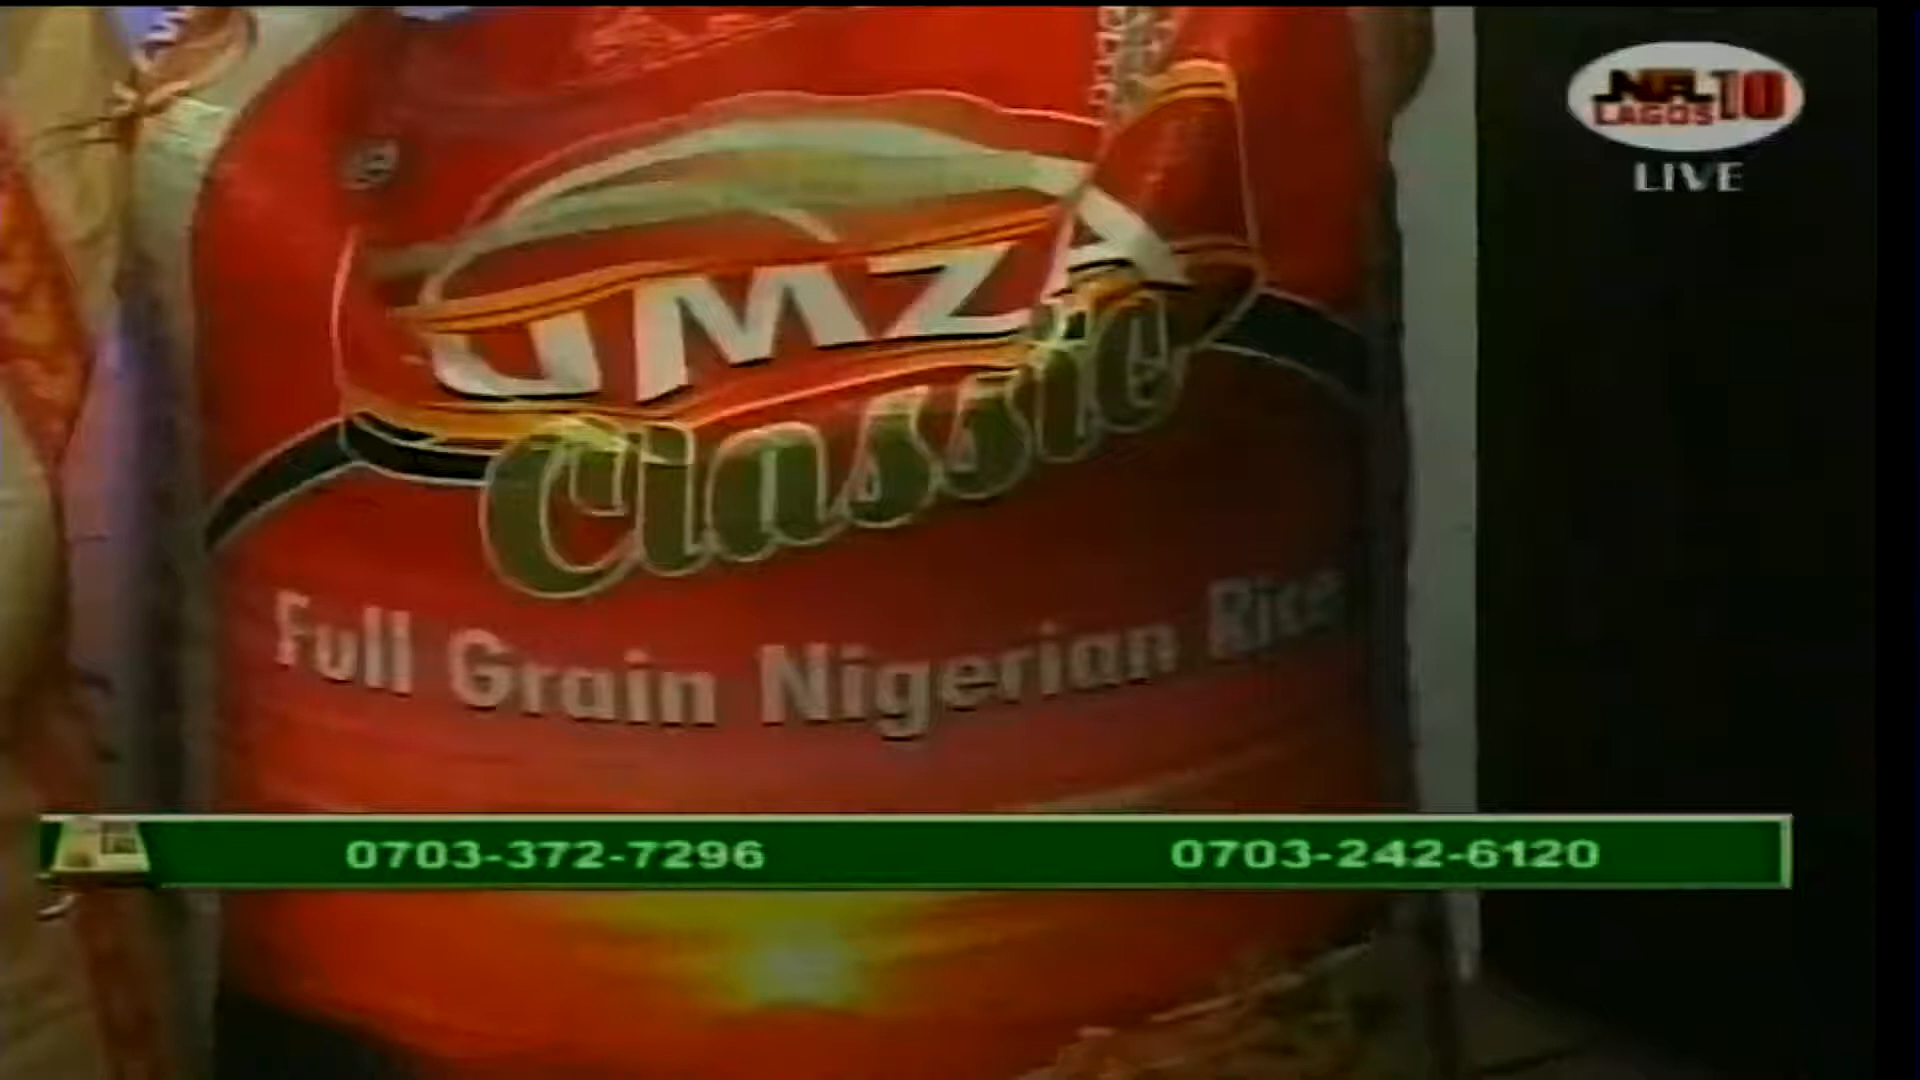 10
LAGOS
LIVE
UMZA
Classic
Full Grain Nigerian Rice
0703-372-7296 0703-242-6120